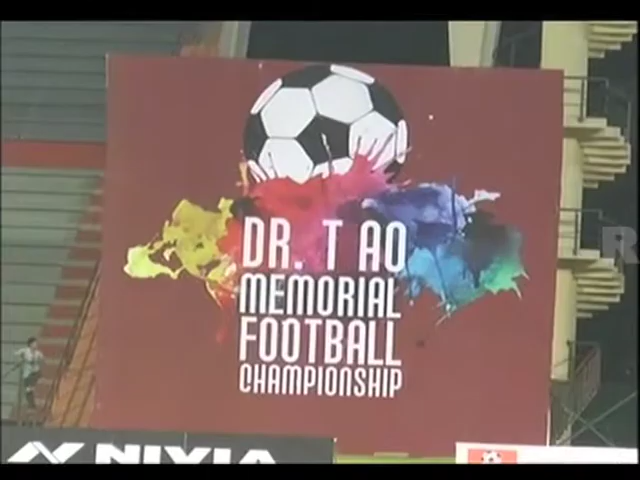 DR. T AO
MEMORIAL
FOOTBALL
CHAMPIONSHIP
NIVIA
R